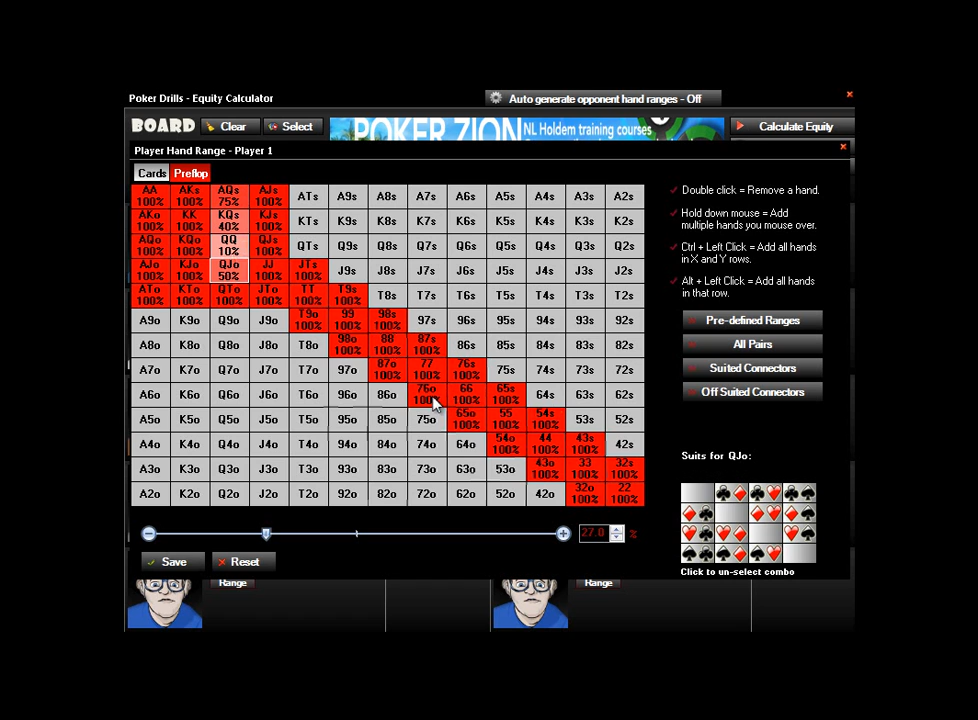 Poker Drills - Equity Calculator
Auto generate opponent hand ranges - Off
BOARD Clear Select POKER ZION NL Holdem training courses Calculate Equity
Player Hand Range - Player 1
Cards Preflop
AA 100% AKs 100% AQs 75% AJs 100% ATs A9s A8s A7s A6s A5s A4s A3s A2s
AKo 100% KK 100% KQs 40% KJs 100% KTs K9s K8s K7s K6s K5s K4s K3s K2s
AQo 100% KQo 100% QQ 10% QJs 100% QTs Q9s Q8s Q7s Q6s Q5s Q4s Q3s Q2s
AJo 100% KJo 100% QJo 50% JJ 100% JTs 100% J9s J8s J7s J6s J5s J4s J3s J2s
ATo 100% KTo 100% QTo 100% JTo 100% TT 100% T9s 100% T8s T7s T6s T5s T4s T3s T2s
A9o K9o Q9o J9o T9o 100% 99 100% 98s 100% 97s 96s 95s 94s 93s 92s
A8o K8o Q8o J8o T8o 98o 100% 88 100% 87s 100% 86s 85s 84s 83s 82s
A7o K7o Q7o J7o T7o 97o 87o 100% 77 100% 76s 100% 75s 74s 73s 72s
A6o K6o Q6o J6o T6o 96o 86o 76o 100% 66 100% 65s 100% 64s 63s 62s
A5o K5o Q5o J5o T5o 95o 85o 75o 65o 100% 55 100% 54s 100% 53s 52s
A4o K4o Q4o J4o T4o 94o 84o 74o 64o 54o 100% 44 100% 43s 100% 42s
A3o K3o Q3o J3o T3o 93o 83o 73o 63o 53o 43o 100% 33 100% 32s 100%
A2o K2o Q2o J2o T2o 92o 82o 72o 62o 52o 42o 32o 100% 22 100%
27.0 %
Save Reset
Double click = Remove a hand.
Hold down mouse = Add
multiple hands you mouse over.
Ctrl + Left Click = Add all hands
in X and Y rows.
Alt + Left Click = Add all hands
in that row.
Pre-defined Ranges
All Pairs
Suited Connectors
Off Suited Connectors
Suits for QJo:
Click to un-select combo
Range Range